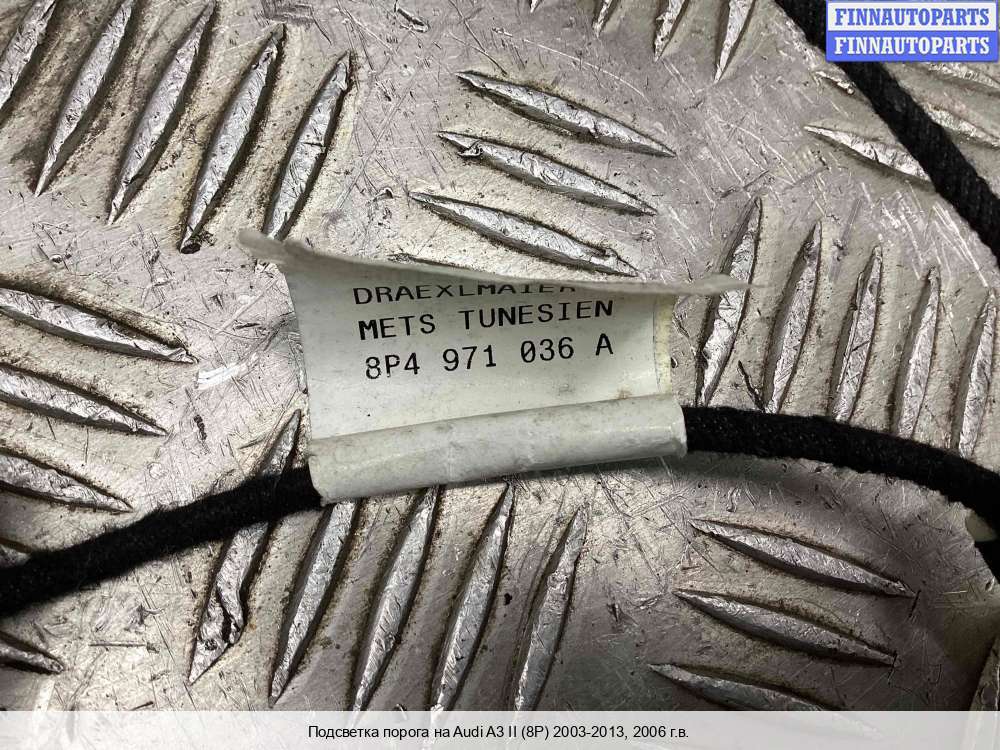 FINNAUTOPARTS
FINNAUTOPARTS
DRAEXLMAIER
METS TUNESIEN
8P4 971 036 A
Подсветка порога на Audi A3 II (8P) 2003-2013, 2006 г.в.